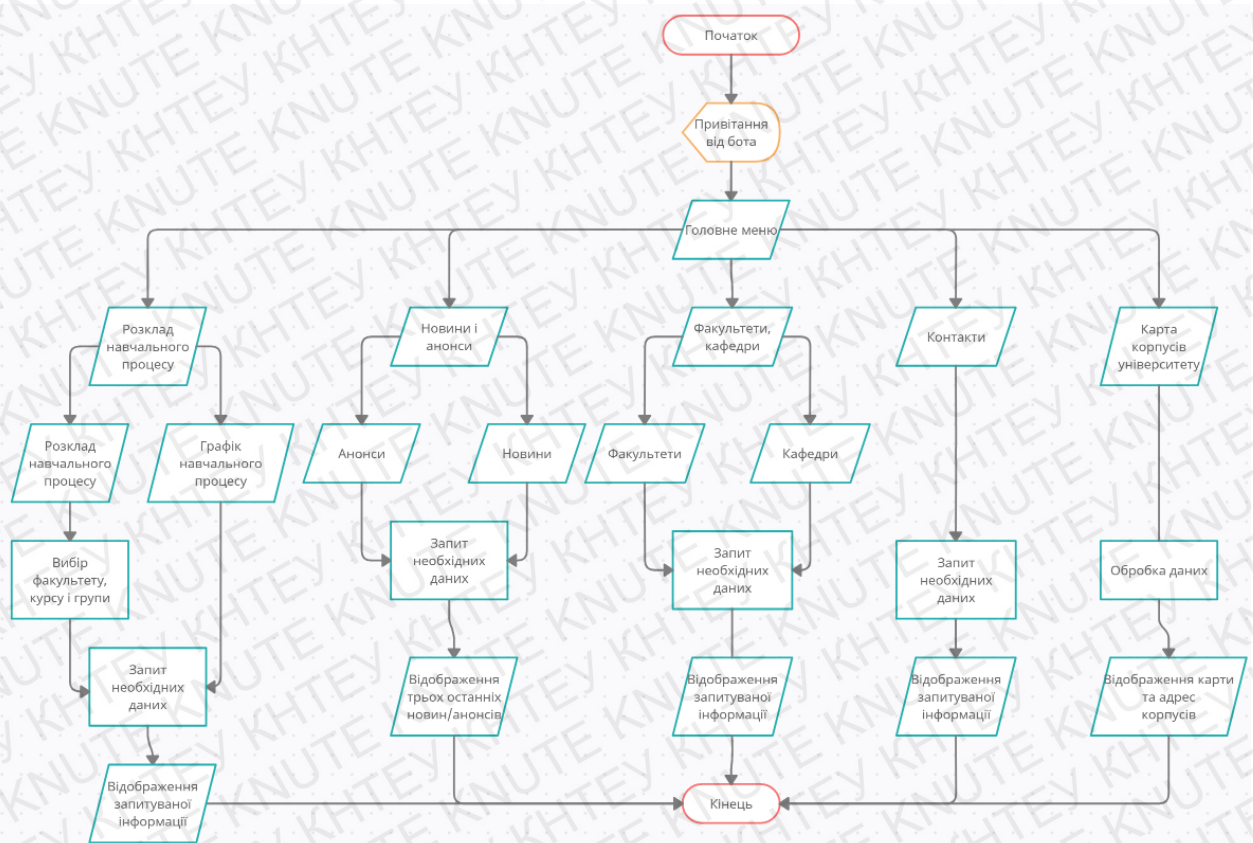 Початок
Привітання
від бота
Головне меню
Розклад
навчального
процесу
Новини і
анонси
Факультети,
кафедри
Контакти
Карта
корпусів
університету
Розклад
навчального
процесу
Графік
навчального
процесу
Анонси
Новини
Факультети
Кафедри
Вибір
факультету,
курсу і групи
Запит
необхідних
даних
Запит
необхідних
даних
Запит
необхідних
даних
Обробка даних
Запит
необхідних
даних
Відображення
трьох останніх
новин/анонсів
Відображення
запитуваної
інформації
Відображення
запитуваної
інформації
Відображення карти
та адрес
корпусів
Відображення
запитуваної
інформації
Кінець
KNUTE КНТЕУ